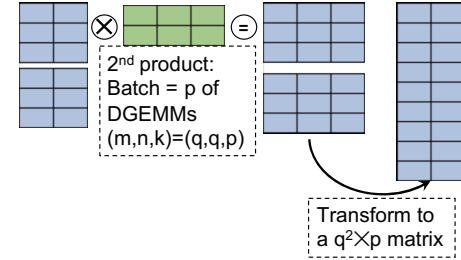 2nd product:
Batch = p of
DGEMMs
(m,n,k)=(q,q,p)
Transform to
a q²×p matrix